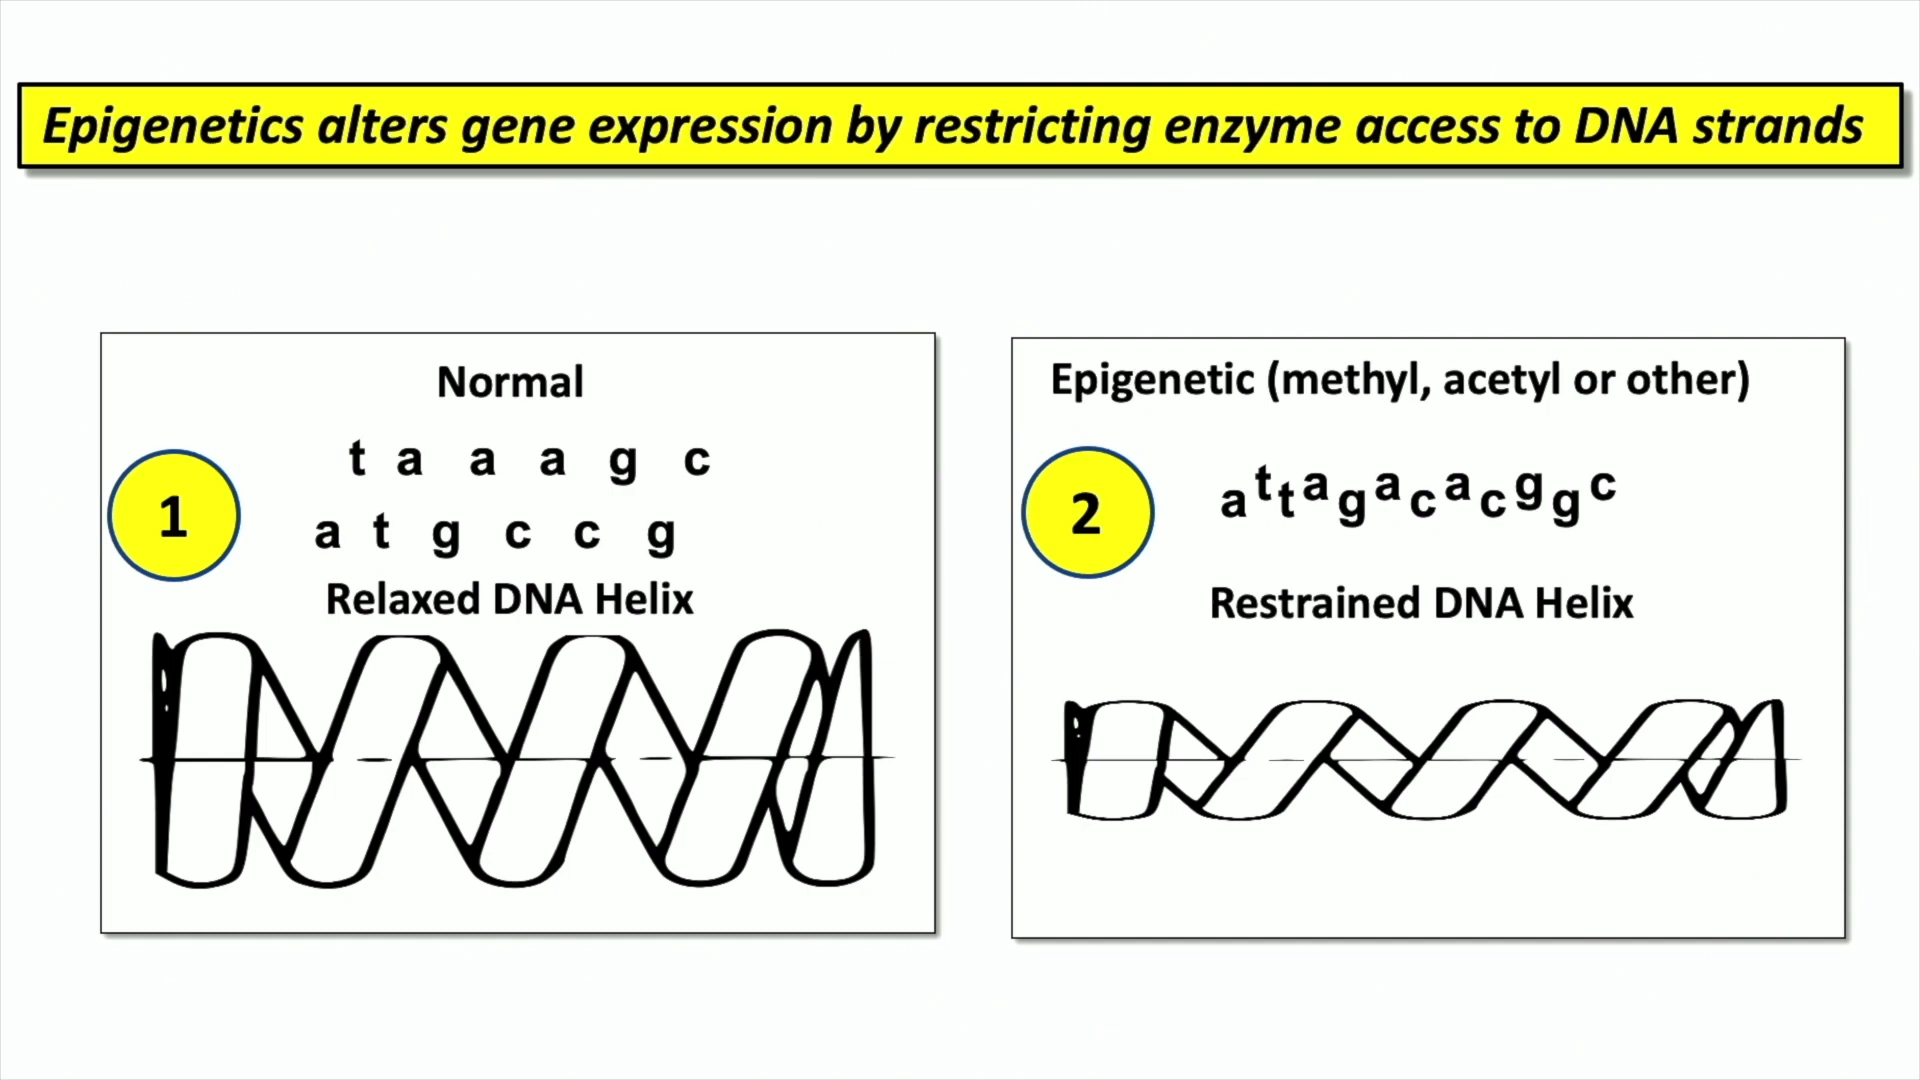 Epigenetics alters gene expression by restricting enzyme access to DNA strands
Normal
1
t a a a g c
a t g c c g
Relaxed DNA Helix
Epigenetic (methyl, acetyl or other)
2
a t t a g a c a c g g c
Restrained DNA Helix